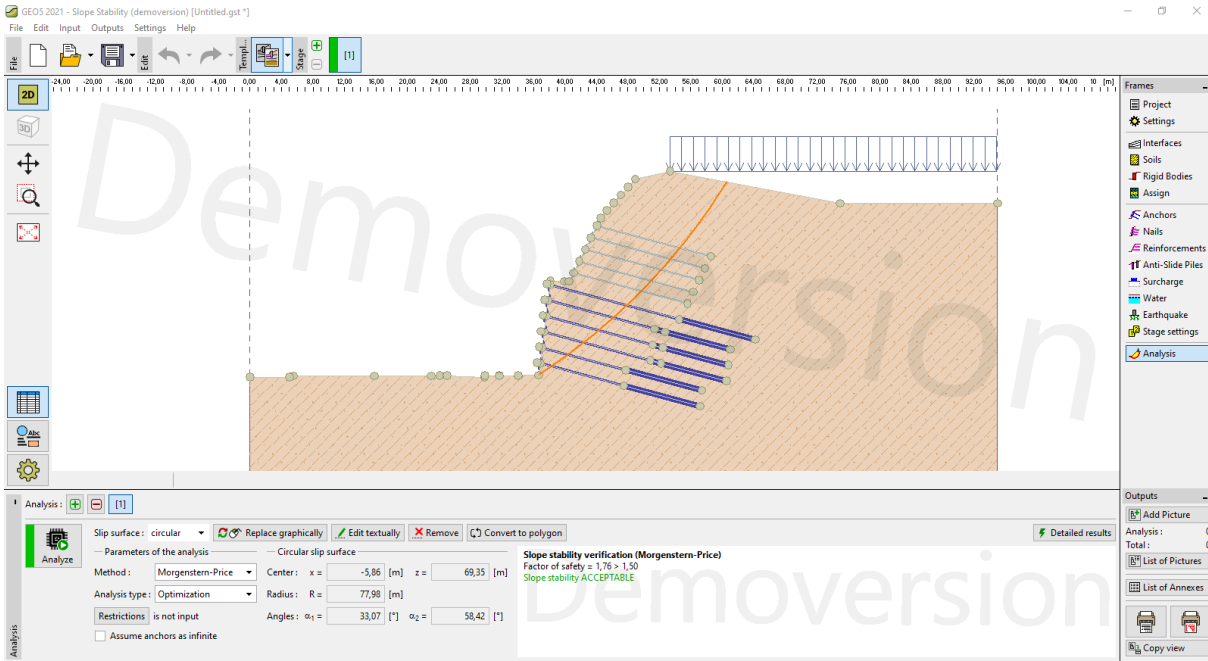 GEO5 2021 - Slope Stability (demoversion) [Untitled.gst *]
File Edit Input Outputs Settings Help
File
Edit
Templ...
Stage
[1]
-24,00 -20,00 -16,00 -12,00 -8,00 -4,00 0,00 4,00 8,00 12,00 16,00 20,00 24,00 28,00 32,00 36,00 40,00 44,00 48,00 52,00 56,00 60,00 64,00 68,00 72,00 76,00 80,00 84,00 88,00 92,00 96,00 100,00 104,00 10 [m]
2D
3D
Abc
Demoversion
Frames
Project
Settings
Interfaces
Soils
Rigid Bodies
Assign
Anchors
Nails
Reinforcements
Anti-Slide Piles
Surcharge
Water
Earthquake
Stage settings
Analysis
Analysis : [1]
Analysis
Analyze
Slip surface : circular Replace graphically Edit textually Remove Convert to polygon Detailed results
Parameters of the analysis
Method : Morgenstern-Price
Analysis type : Optimization
Restrictions is not input
Assume anchors as infinite
Circular slip surface
Center : x = -5,86 [m] z = 69,35 [m]
Radius : R = 77,98 [m]
Angles : α1 = 33,07 [°] α2 = 58,42 [°]
Slope stability verification (Morgenstern-Price)
Factor of safety = 1,76 > 1,50
Slope stability ACCEPTABLE
Demoversion
Outputs
Add Picture
Analysis :
Total :
List of Pictures
List of Annexes
Copy view